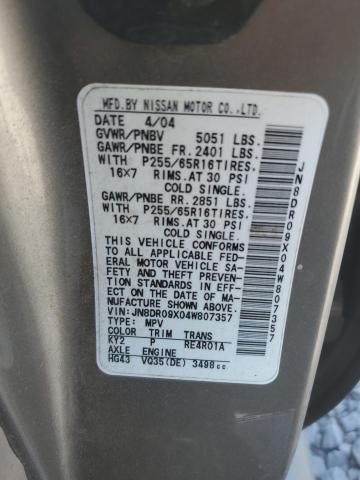 MFD.BY NISSAN MOTOR CO.,LTD.
DATE 4/04
GVWR/PNBV 5051 LBS.
GAWR/PNBE FR.2401 LBS.
WITH P255/65R16TIRES.
16×7 RIMS.AT 30 PSI
COLD SINGLE.
GAWR/PNBE RR.2851 LBS.
WITH P255/65R16TIRES.
16×7 RIMS.AT 30 PSI
COLD SINGLE.
THIS VEHICLE CONFORMS
TO ALL APPLICABLE FED-
ERAL MOTOR VEHICLE SA-
FETY AND THEFT PREVEN-
TION STANDARDS IN EFF-
ECT ON THE DATE OF MA-
NUFACTURE SHOWN ABOVE.
VIN:JN8DR09X04W807357
TYPE: MPV
COLOR TRIM TRANS
KY2 P RE4R01A
AXLE ENGINE
HG43 VQ35(DE) 3498cc
JN8DR09X04W807357